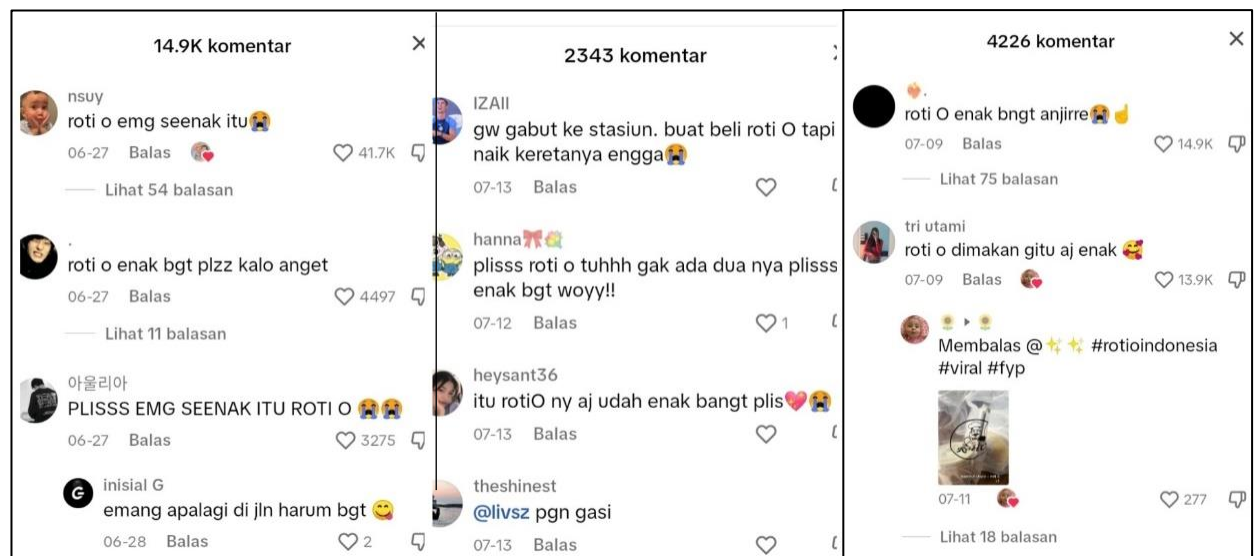 14.9K komentar
nsuy
roti o emg seenak itu😭
06-27 Balas 41.7K
Lihat 54 balasan
.
roti o enak bgt plzz kalo anget
06-27 Balas 4497
Lihat 11 balasan
아울리아
PLISSS EMG SEENAK ITU ROTI O 😭😭
06-27 Balas 3275
G
inisial G
emang apalagi di jln harum bgt 😋
06-28 Balas 2
2343 komentar
IZAII
gw gabut ke stasiun. buat beli roti O tapi
naik keretanya engga😭
07-13 Balas
hanna🎀💐
plisss roti o tuhhh gak ada dua nya plisss
enak bgt woyy!!
07-12 Balas 1
heysant36
itu rotiO ny aj udah enak bangt plis💖😭
07-13 Balas
theshinest
@livsz pgn gasi
07-13 Balas
4226 komentar
❤️‍🔥.
roti O enak bngt anjirre😭☝️
07-09 Balas 14.9K
Lihat 75 balasan
tri utami
roti o dimakan gitu aj enak 🥰
07-09 Balas 13.9K
🌻 ▸ 🌻
Membalas @✨✨ #rotioindonesia
#viral #fyp
07-11 277
Lihat 18 balasan